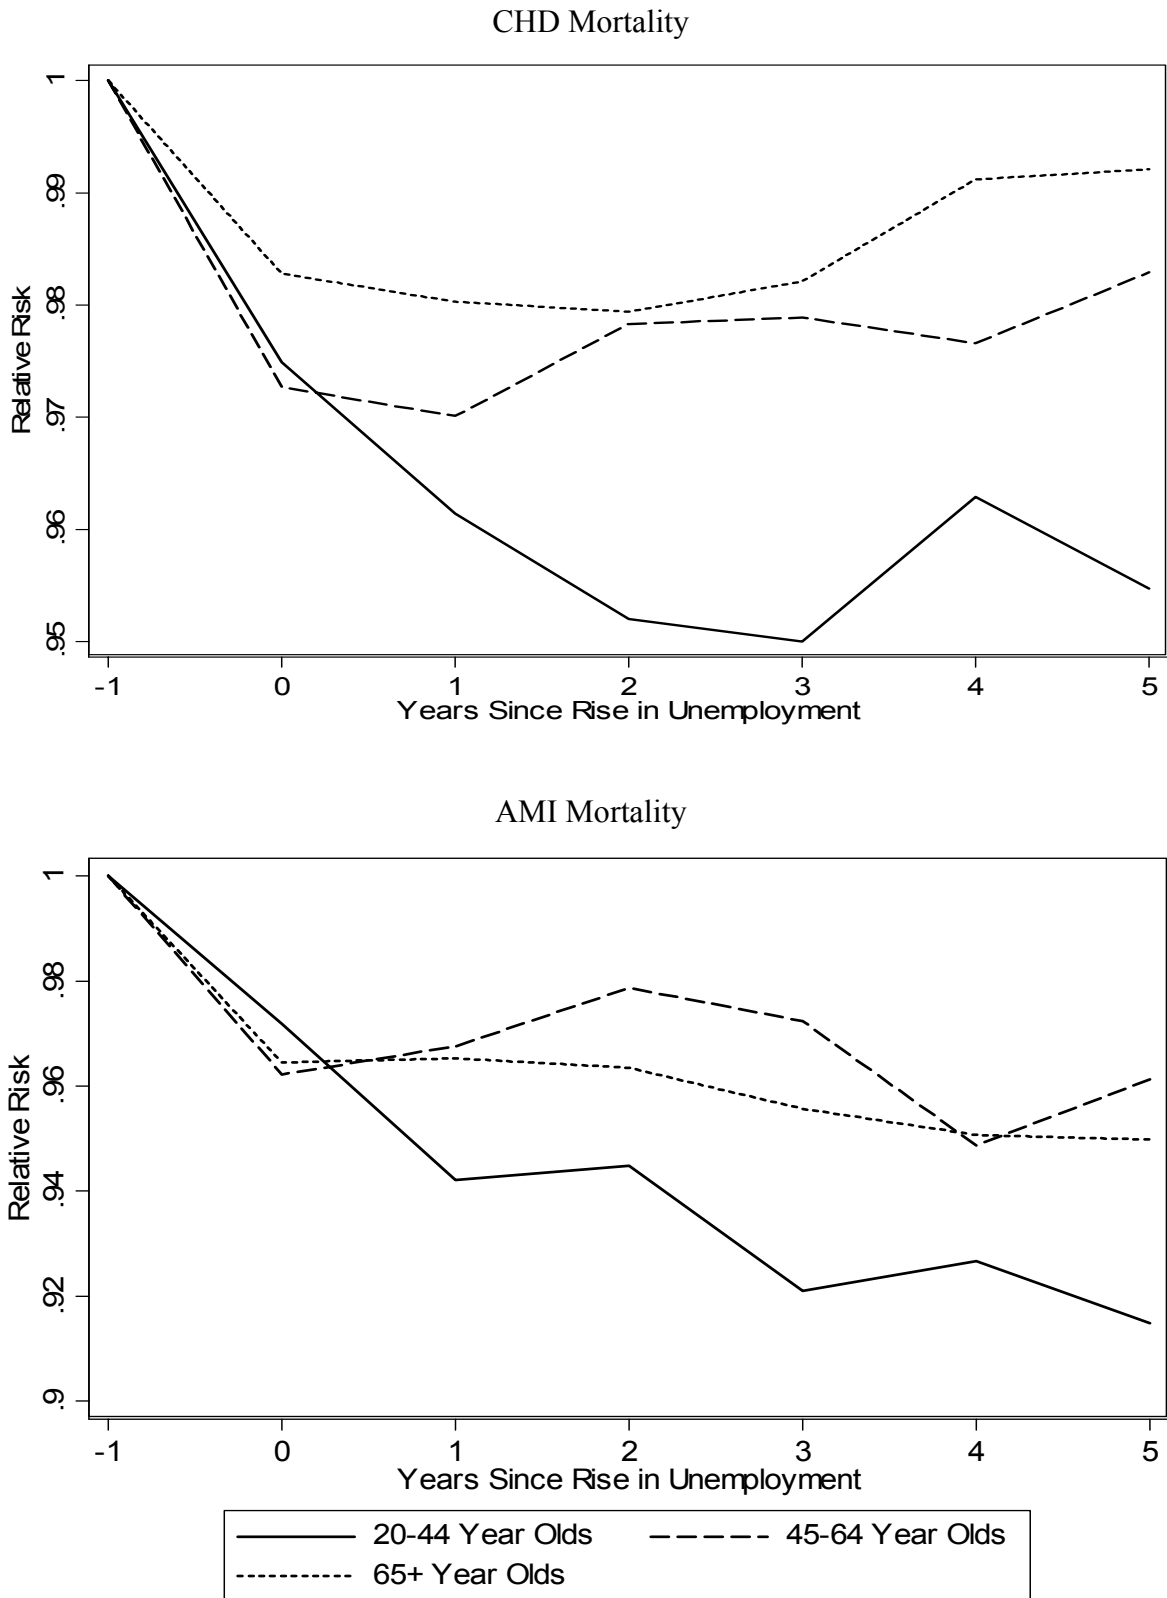 CHD Mortality
1
.99
.98
.97
.96
.95
Relative Risk
-1 0 1 2 3 4 5
Years Since Rise in Unemployment
AMI Mortality
1
.98
.96
.94
.92
.9
Relative Risk
-1 0 1 2 3 4 5
Years Since Rise in Unemployment
20-44 Year Olds 45-64 Year Olds
65+ Year Olds